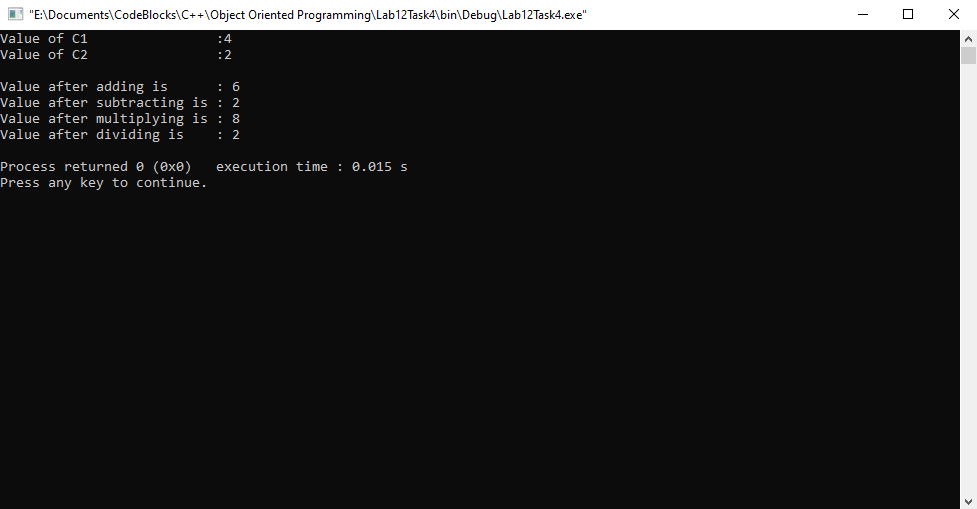 "E:\Documents\CodeBlocks\C++\Object Oriented Programming\Lab12Task4\bin\Debug\Lab12Task4.exe"
Value of C1                :4
Value of C2                :2
Value after adding is      : 6
Value after subtracting is : 2
Value after multiplying is : 8
Value after dividing is    : 2
Process returned 0 (0x0)   execution time : 0.015 s
Press any key to continue.